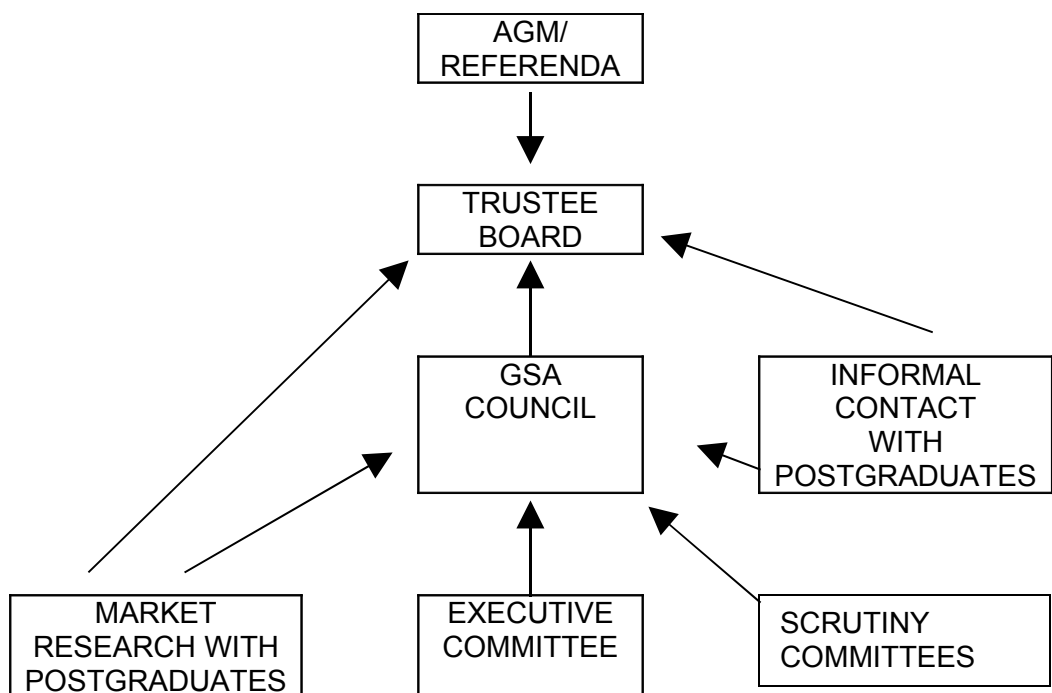 AGM/
REFERENDA
TRUSTEE
BOARD
GSA
COUNCIL
INFORMAL
CONTACT
WITH
POSTGRADUATES
MARKET
RESEARCH WITH
POSTGRADUATES
EXECUTIVE
COMMITTEE
SCRUTINY
COMMITTEES